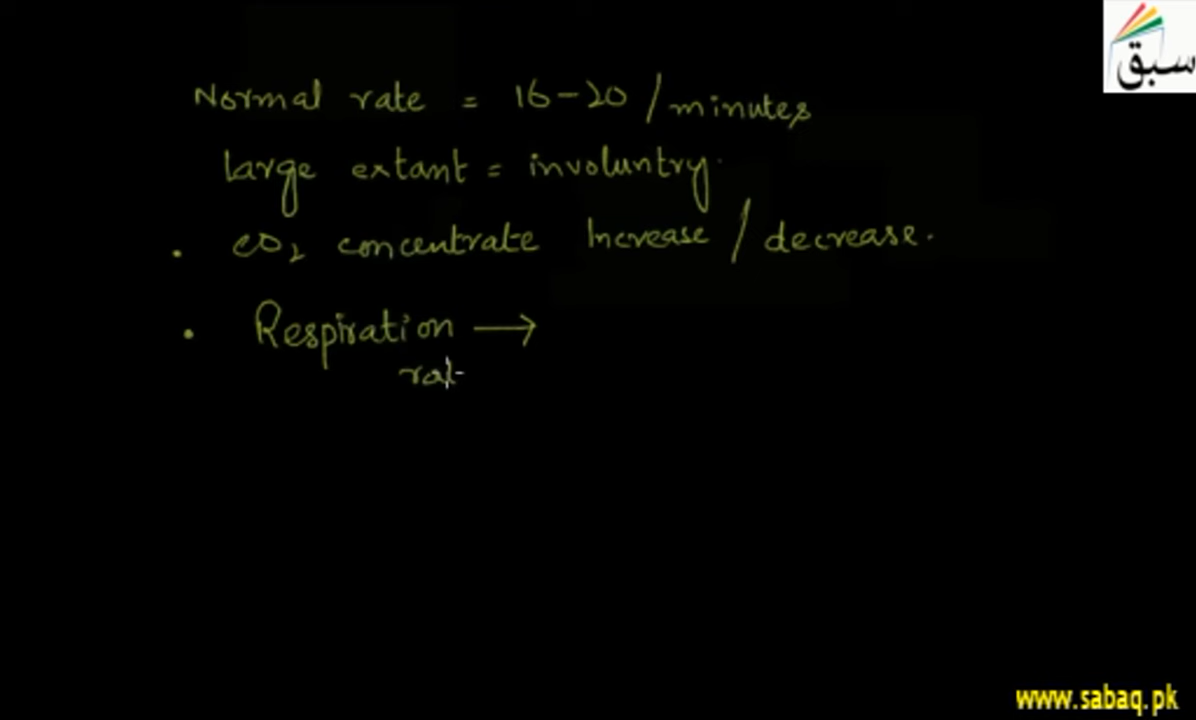 سبق
Normal rate = 16-20 / minutes
Large extant = involuntry.
. CO2 concentrate Increase / decrease.
. Respiration →
rat
www.sabaq.pk